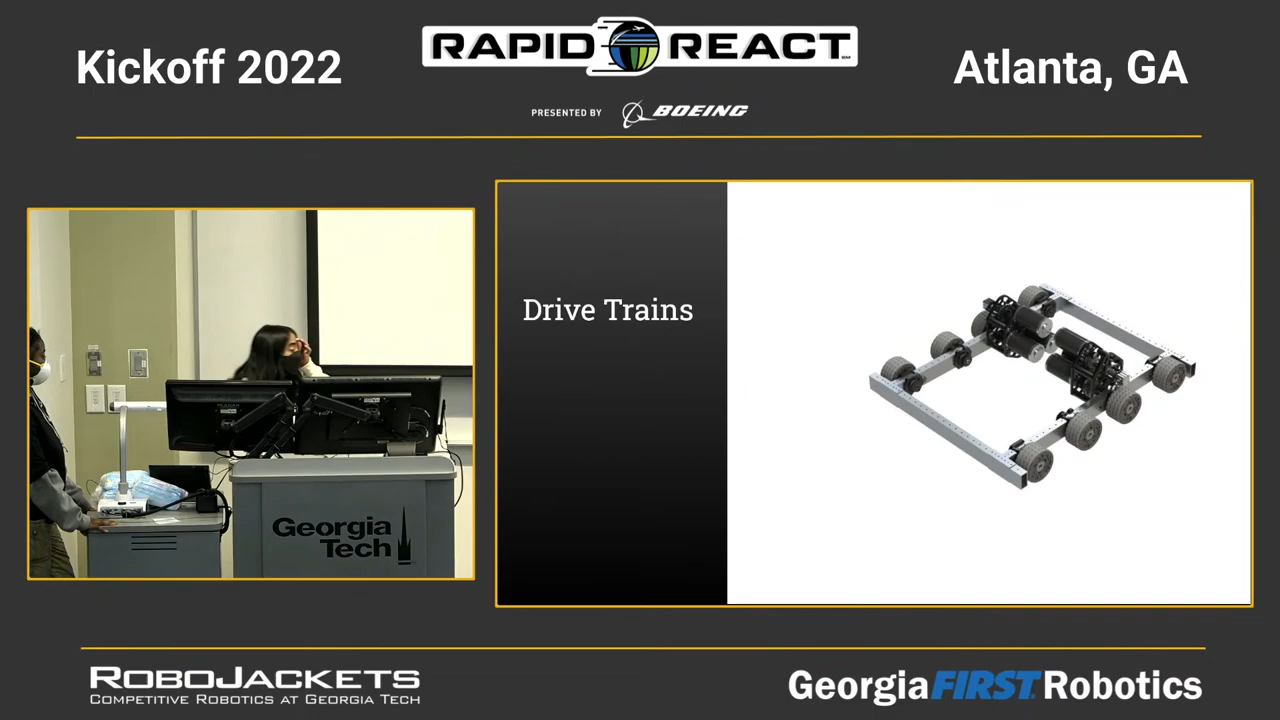 Kickoff 2022
RAPID REACT
Atlanta, GA
PRESENTED BY BOEING
Drive Trains
Georgia
Tech
ROBOJACKETS
COMPETITIVE ROBOTICS AT GEORGIA TECH
Georgia FIRST Robotics